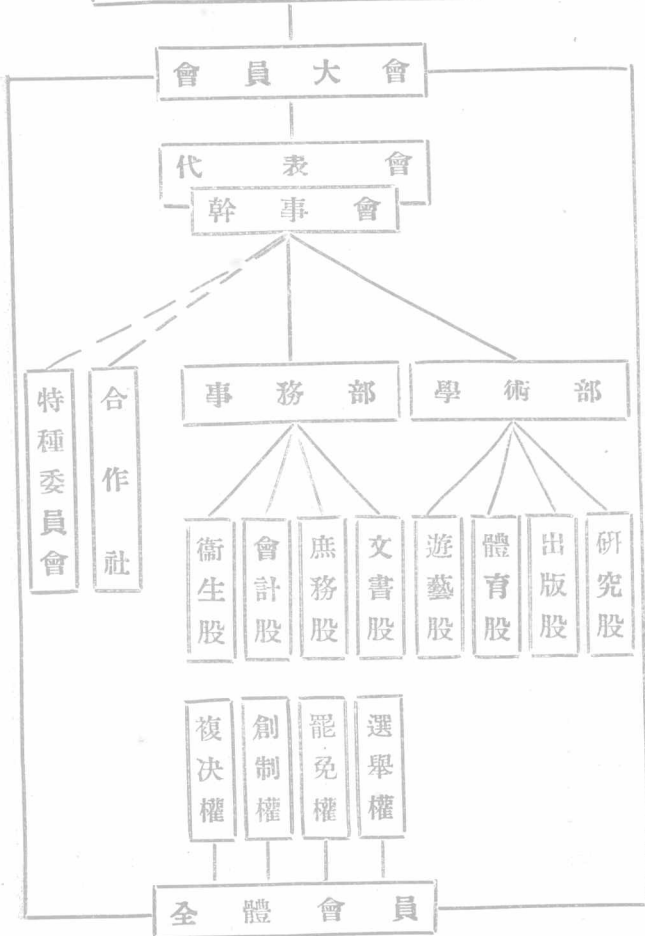 會員大會
代表會
幹事會
特種委員會
合作社
事務部
學術部
衞生股
會計股
庶務股
文書股
遊藝股
體育股
出版股
硏究股
複决權
創制權
罷免權
選舉權
全體會員